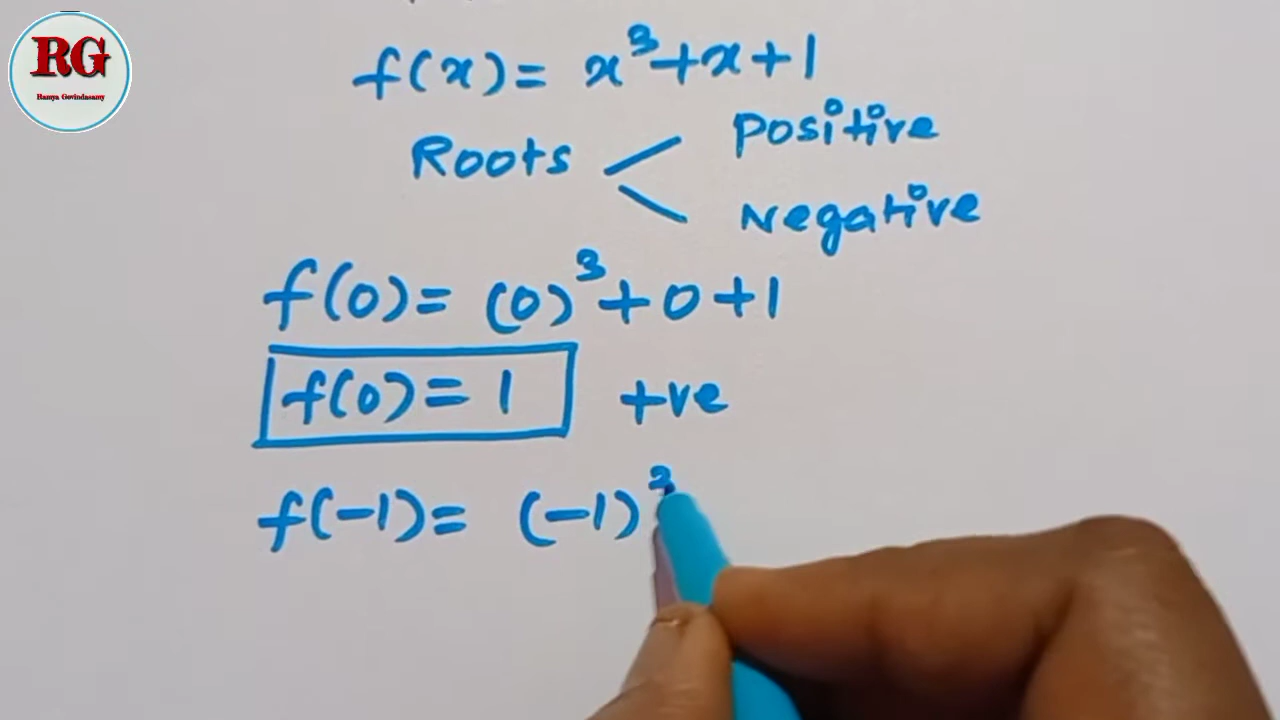 RG
Ramya Govindasamy
f(x) = x³+x+1
Roots
Positive
Negative
f(0) = (0)³+0+1
f(0) = 1 +ve
f(-1) = (-1)³